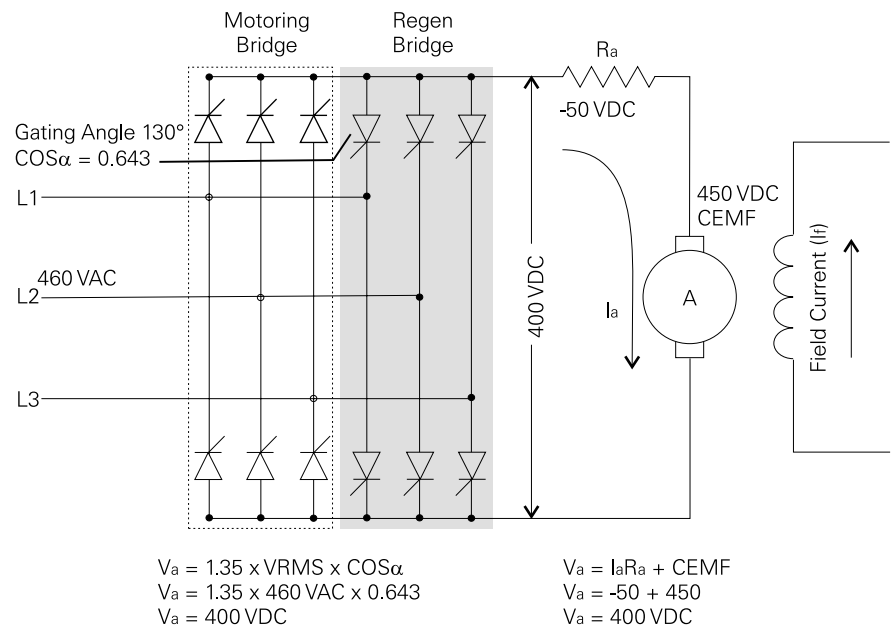 Motoring
Bridge
Regen
Bridge
Ra
-50 VDC
Gating Angle 130°
COSα = 0.643
L1
460 VAC
L2
L3
400 VDC
Ia
450 VDC
CEMF
A
Field Current (If)
Va = 1.35 x VRMS x COSα
Va = 1.35 x 460 VAC x 0.643
Va = 400 VDC
Va = IaRa + CEMF
Va = -50 + 450
Va = 400 VDC